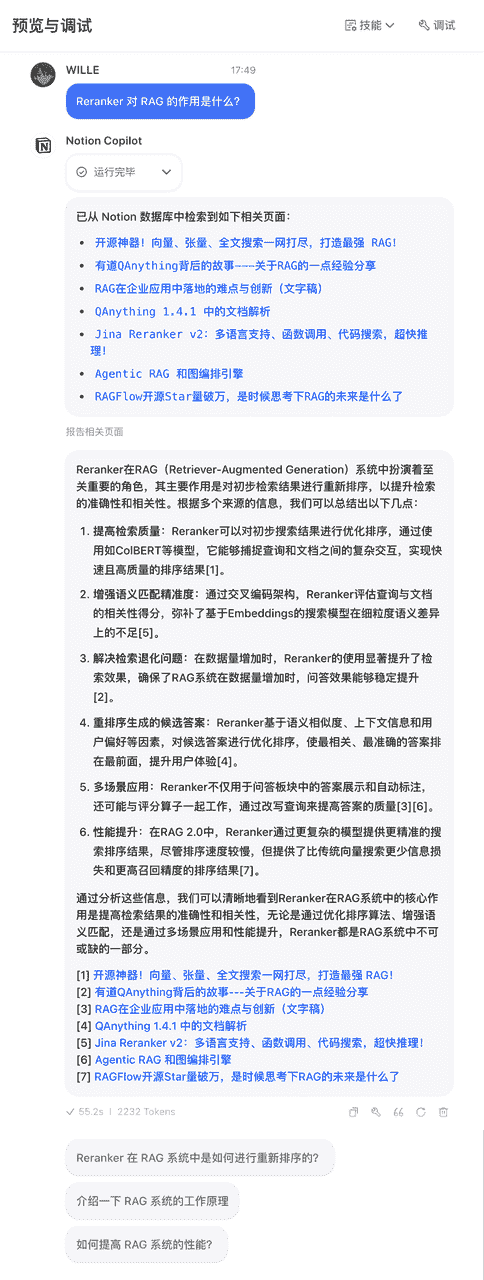 预览与调试
技能
调试
WILLE
17:49
Reranker 对 RAG 的作用是什么?
Notion Copilot
运行完毕
已从 Notion 数据库中检索到如下相关页面：
• 开源神器！向量、张量、全文搜索一网打尽，打造最强 RAG!
• 有道QAnything背后的故事---关于RAG的一点经验分享
• RAG在企业应用中落地的难点与创新（文字稿）
• QAnything 1.4.1 中的文档解析
• Jina Reranker v2：多语言支持、函数调用、代码搜索，超快推
理！
• Agentic RAG 和图编排引擎
• RAGFlow开源Star量破万，是时候思考下RAG的未来是什么了
报告相关页面
Reranker在RAG（Retriever-Augmented Generation）系统中扮演着至
关重要的角色，其主要作用是对初步检索结果进行重新排序，以提升检索
的准确性和相关性。根据多个来源的信息，我们可以总结出以下几点：
1. 提高检索质量：Reranker可以对初步搜索结果进行优化排序，通过使
用如ColBERT等模型，它能够捕捉查询和文档之间的复杂交互，实现快
速且高质量的排序结果[1]。
2. 增强语义匹配精准度：通过交叉编码架构，Reranker评估查询与文档
的相关性得分，弥补了基于Embeddings的搜索模型在细粒度语义差异
上的不足[5]。
3. 解决检索退化问题：在数据量增加时，Reranker的使用显著提升了检
索效果，确保了RAG系统在数据量增加时，问答效果能够稳定提升
[2]。
4. 重排序生成的候选答案：Reranker基于语义相似度、上下文信息和用
户偏好等因素，对候选答案进行优化排序，使最相关、最准确的答案排
在最前面，提升用户体验[4]。
5. 多场景应用：Reranker不仅用于问答板块中的答案展示和自动标注，
还可能与评分算子一起工作，通过改写查询来提高答案的质量[3][6]。
6. 性能提升：在RAG 2.0中，Reranker通过更复杂的模型提供更精准的搜
索排序结果，尽管排序速度较慢，但提供了比传统向量搜索更少信息损
失和更高召回精度的排序结果[7]。
通过分析这些信息，我们可以清晰地看到Reranker在RAG系统中的核心作
用是提高检索结果的准确性和相关性，无论是通过优化排序算法、增强语
义匹配，还是通过多场景应用和性能提升，Reranker都是RAG系统中不可
或缺的一部分。
[1] 开源神器！向量、张量、全文搜索一网打尽，打造最强 RAG!
[2] 有道QAnything背后的故事---关于RAG的一点经验分享
[3] RAG在企业应用中落地的难点与创新（文字稿）
[4] QAnything 1.4.1 中的文档解析
[5] Jina Reranker v2：多语言支持、函数调用、代码搜索，超快推理！
[6] Agentic RAG 和图编排引擎
[7] RAGFlow开源Star量破万，是时候思考下RAG的未来是什么了
55.2s | 2232 Tokens
Reranker 在 RAG 系统中是如何进行重新排序的?
介绍一下 RAG 系统的工作原理
如何提高 RAG 系统的性能?